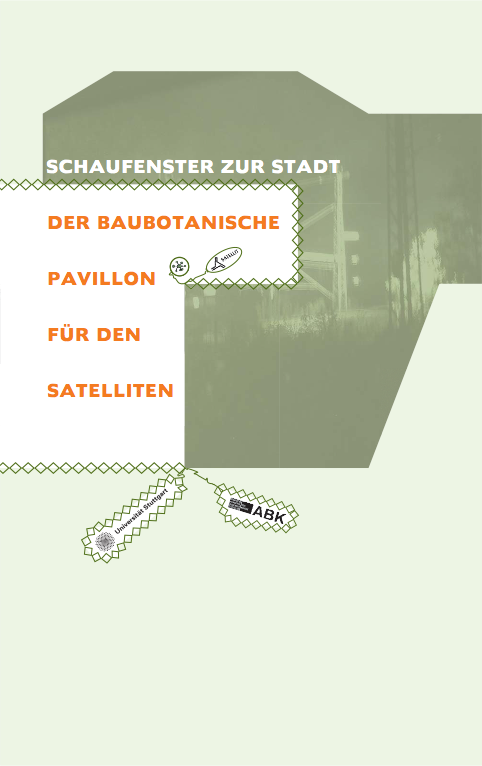 SCHAUFENSTER ZUR STADT
DER BAUBOTANISCHE
PAVILLON
FÜR DEN
SATELLITEN
Universität Stuttgart
ABK